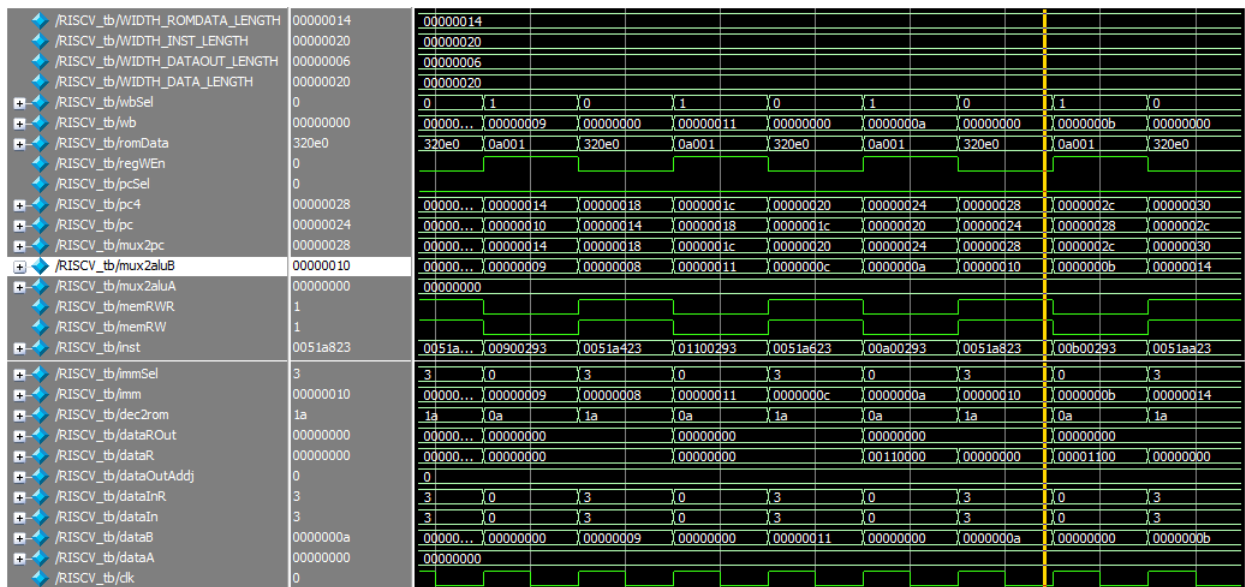 /RISCV_tb/WIDTH_ROMDATA_LENGTH 00000014 00000014
/RISCV_tb/WIDTH_INST_LENGTH 00000020 00000020
/RISCV_tb/WIDTH_DATAOUT_LENGTH 00000006 00000006
/RISCV_tb/WIDTH_DATA_LENGTH 00000020 00000020
/RISCV_tb/wbSel 0 0 1 0 1 0 1 0 1 0
/RISCV_tb/wb 00000000 00000... 00000009 00000000 00000011 00000000 0000000a 00000000 0000000b 00000000
/RISCV_tb/romData 320e0 320e0 0a001 320e0 0a001 320e0 0a001 320e0 0a001 320e0
/RISCV_tb/regWEn 0
/RISCV_tb/pcSel 0
/RISCV_tb/pc4 00000028 00000... 00000014 00000018 0000001c 00000020 00000024 00000028 0000002c 00000030
/RISCV_tb/pc 00000024 00000... 00000010 00000014 00000018 0000001c 00000020 00000024 00000028 0000002c
/RISCV_tb/mux2pc 00000028 00000... 00000014 00000018 0000001c 00000020 00000024 00000028 0000002c 00000030
/RISCV_tb/mux2aluB 00000010 00000... 00000009 00000008 00000011 0000000c 0000000a 00000010 0000000b 00000014
/RISCV_tb/mux2aluA 00000000 00000000
/RISCV_tb/memRWR 1
/RISCV_tb/memRW 1
/RISCV_tb/inst 0051a823 0051a... 00900293 0051a423 01100293 0051a623 00a00293 0051a823 00b00293 0051aa23
/RISCV_tb/immSel 3 3 0 3 0 3 0 3 0 3
/RISCV_tb/imm 00000010 00000... 00000009 00000008 00000011 0000000c 0000000a 00000010 0000000b 00000014
/RISCV_tb/dec2rom 1a 1a 0a 1a 0a 1a 0a 1a 0a 1a
/RISCV_tb/dataROut 00000000 00000... 00000000 00000000 00000000 00000000
/RISCV_tb/dataR 00000000 00000... 00000000 00000000 00110000 00000000 00001100 00000000
/RISCV_tb/dataOutAddj 0 0
/RISCV_tb/dataInR 3 3 0 3 0 3 0 3 0 3
/RISCV_tb/dataIn 3 3 0 3 0 3 0 3 0 3
/RISCV_tb/dataB 0000000a 00000... 00000000 00000009 00000000 00000011 00000000 0000000a 00000000 0000000b
/RISCV_tb/dataA 00000000 00000000
/RISCV_tb/clk 0